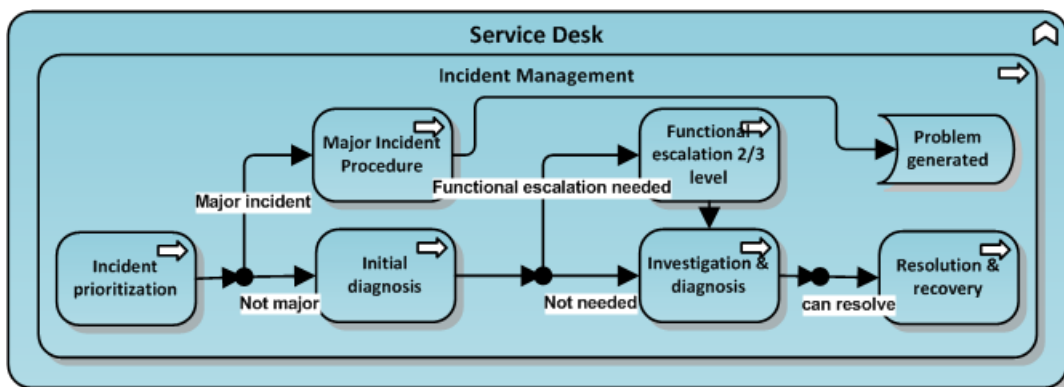 Service Desk
Incident Management
Major Incident
Procedure
Functional
escalation 2/3
level
Problem
generated
Major incident
Functional escalation needed
Incident
prioritization
Initial
diagnosis
Investigation &
diagnosis
Resolution &
recovery
Not major
Not needed
can resolve